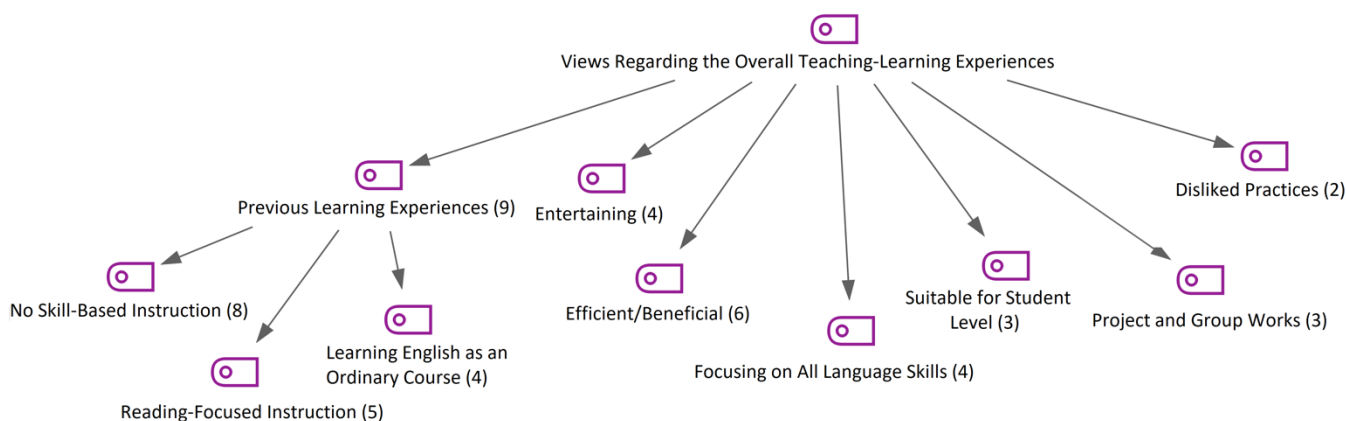 Views Regarding the Overall Teaching-Learning Experiences
Previous Learning Experiences (9)
Entertaining (4)
Disliked Practices (2)
No Skill-Based Instruction (8)
Efficient/Beneficial (6)
Suitable for Student
Level (3)
Project and Group Works (3)
Learning English as an
Ordinary Course (4)
Focusing on All Language Skills (4)
Reading-Focused Instruction (5)